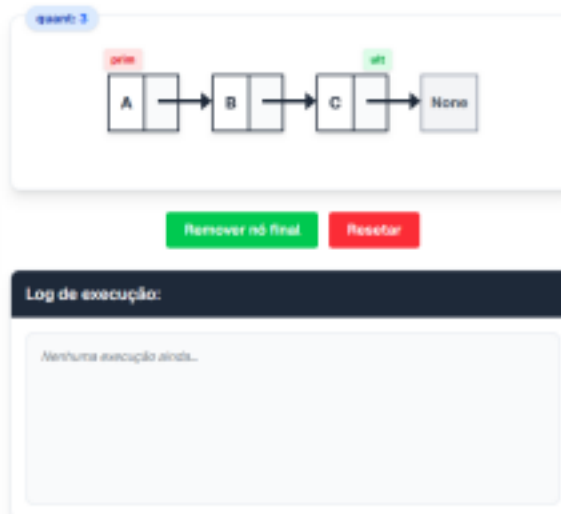 quant: 3
prim
ult
A
B
C
None
Remover nó final
Resetar
Log de execução:
Nenhuma execução ainda...